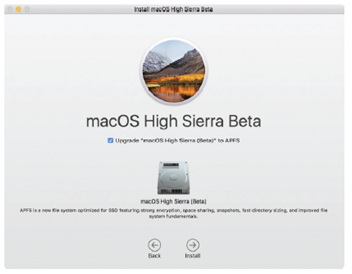 Install macOS High Sierra Beta
macOS High Sierra Beta
Upgrade "macOS High Sierra (Beta)" to APFS
macOS High Sierra (Beta)
APFS is a new file system optimized for SSD featuring strong encryption, space sharing, snapshots, fast directory sizing, and improved file
system fundamentals.
Back
Install